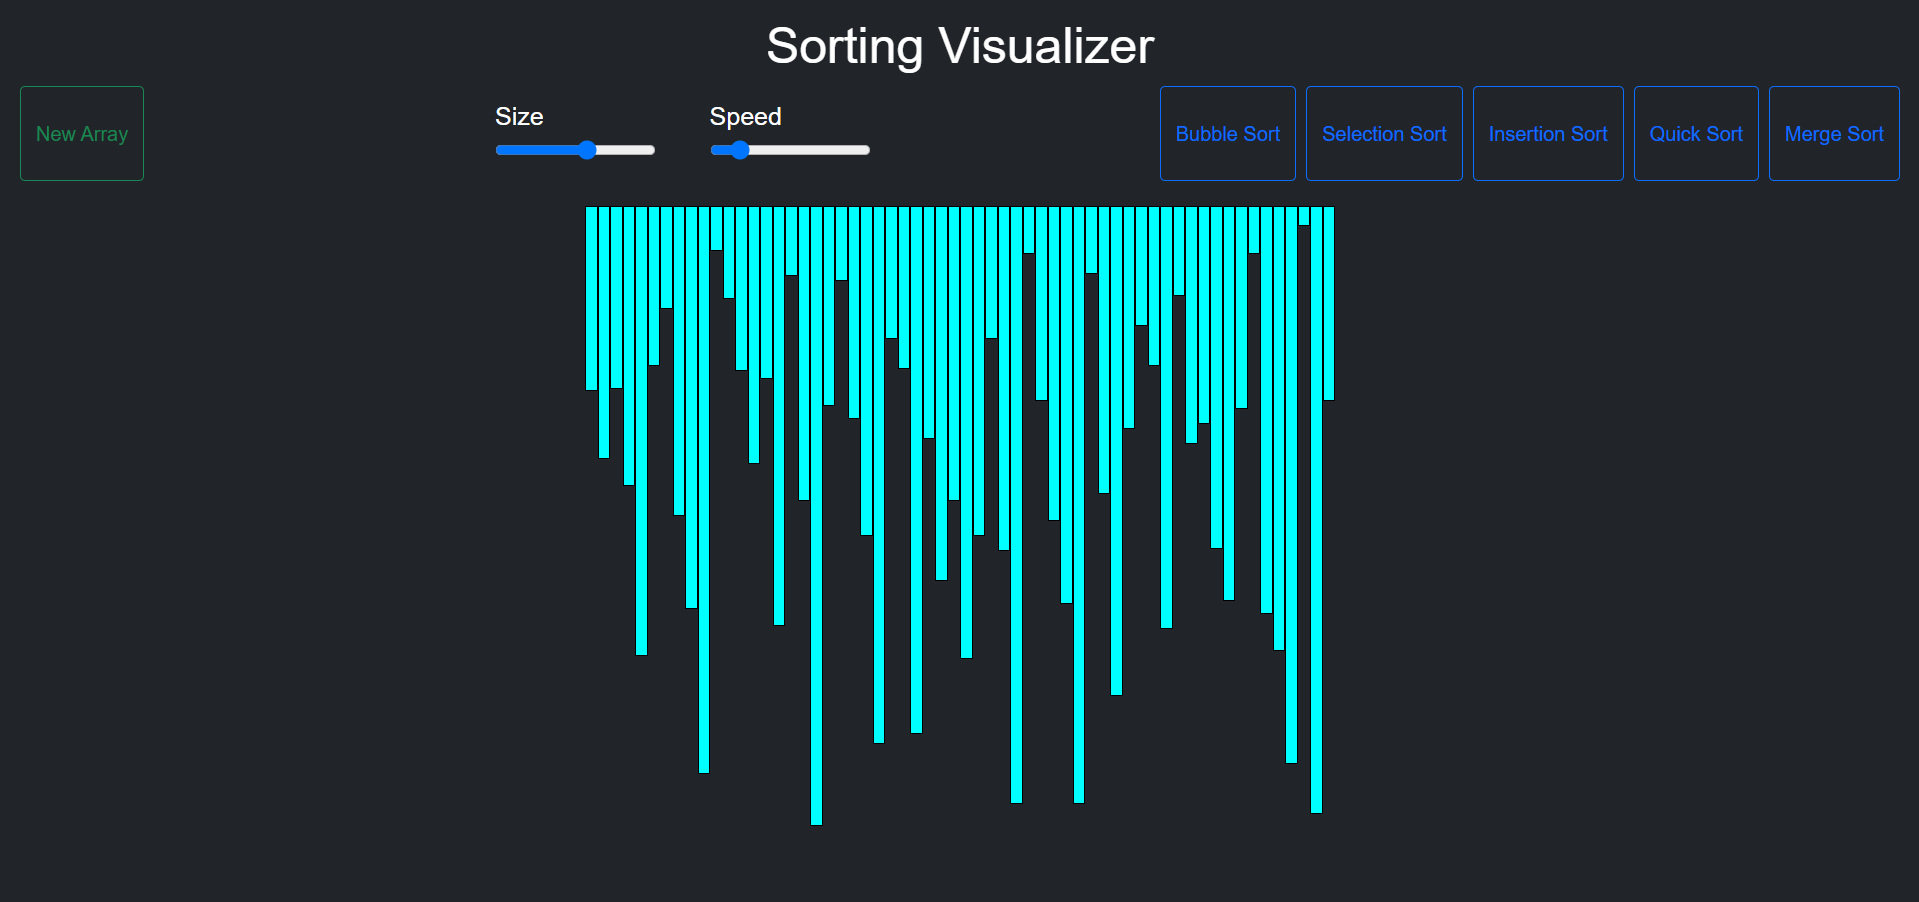 Sorting Visualizer
New Array
Size
Speed
Bubble Sort
Selection Sort
Insertion Sort
Quick Sort
Merge Sort